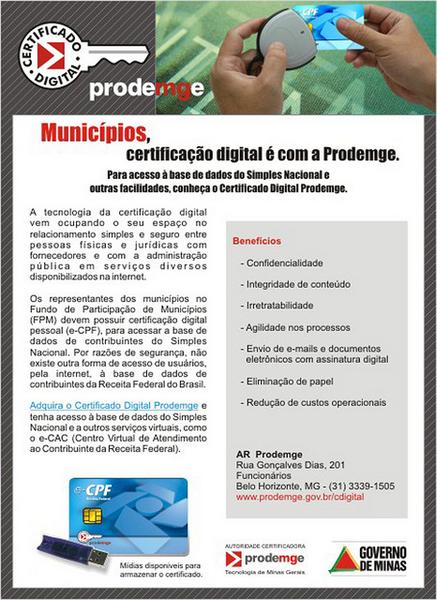 CERTIFICADO DIGITAL
prodemge
Municípios,
certificação digital é com a Prodemge.
Para acesso à base de dados do Simples Nacional e
outras facilidades, conheça o Certificado Digital Prodemge.
A tecnologia da certificação digital
vem ocupando o seu espaço no
relacionamento simples e seguro entre
pessoas físicas e jurídicas com
fornecedores e com a administração
pública em serviços diversos
disponibilizados na internet.
Os representantes dos municípios no
Fundo de Participação de Municípios
(FPM) devem possuir certificação digital
pessoal (e-CPF), para acessar a base de
dados de contribuintes do Simples
Nacional. Por razões de segurança, não
existe outra forma de acesso de usuários,
pela internet, à base de dados de
contribuintes da Receita Federal do Brasil.
Adquira o Certificado Digital Prodemge e
tenha acesso à base de dados do Simples
Nacional e a outros serviços virtuais, como
o e-CAC (Centro Virtual de Atendimento
ao Contribuinte da Receita Federal).
Benefícios
- Confidencialidade
- Integridade de conteúdo
- Irretratabilidade
- Agilidade nos processos
- Envio de e-mails e documentos
eletrônicos com assinatura digital
- Eliminação de papel
- Redução de custos operacionais
AR Prodemge
Rua Gonçalves Dias, 201
Funcionários
Belo Horizonte, MG - (31) 3339-1505
www.prodemge.gov.br/cdigital
e-CPF
Receita Federal
Mídias disponíveis para
armazenar o certificado.
AUTORIDADE CERTIFICADORA
prodemge
Tecnologia de Minas Gerais
GOVERNO
DE MINAS